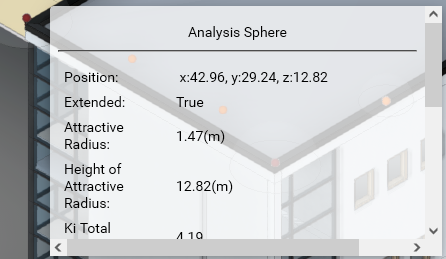 Analysis Sphere
Position: x:42.96, y:29.24, z:12.82
Extended: True
Attractive
Radius: 1.47(m)
Height of
Attractive
Radius: 12.82(m)
Ki Total 4.19